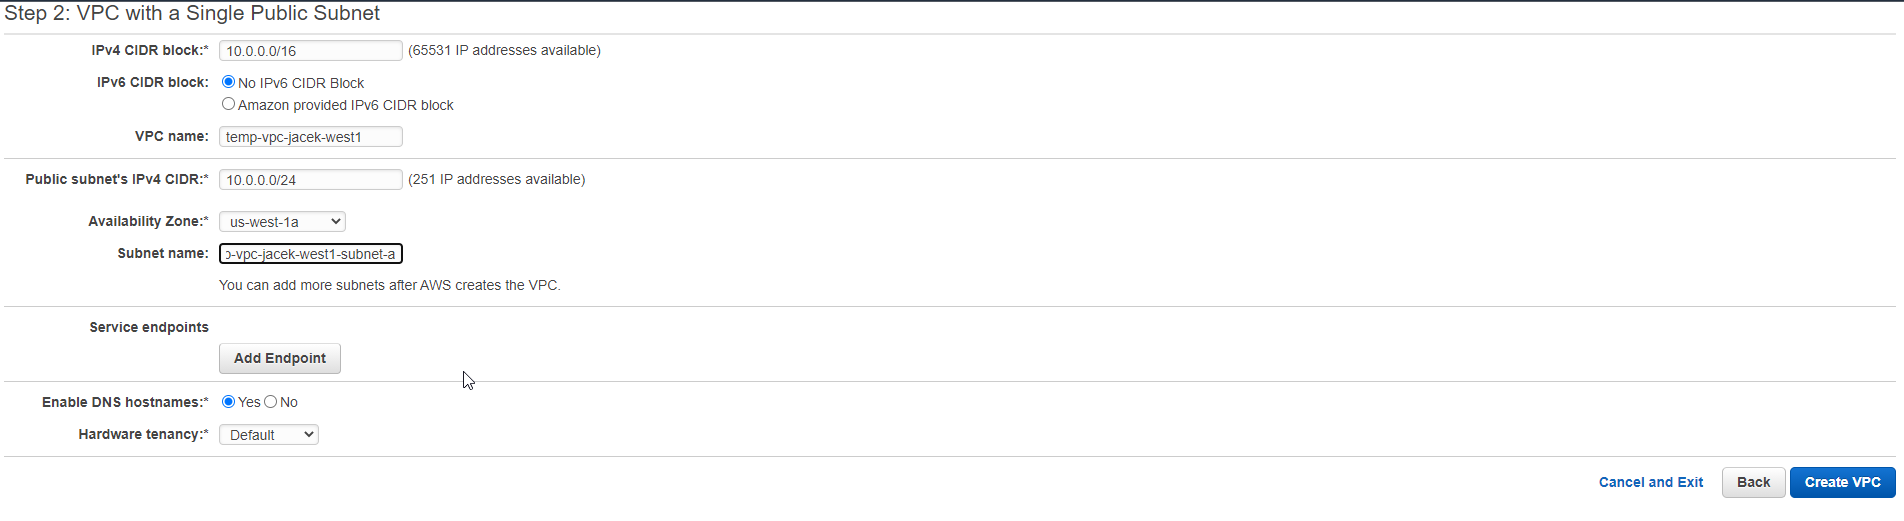 Step 2: VPC with a Single Public Subnet
IPv4 CIDR block:* 10.0.0.0/16 (65531 IP addresses available)
IPv6 CIDR block: No IPv6 CIDR Block
Amazon provided IPv6 CIDR block
VPC name: temp-vpc-jacek-west1
Public subnet's IPv4 CIDR:* 10.0.0.0/24 (251 IP addresses available)
Availability Zone:* us-west-1a
Subnet name: -vpc-jacek-west1-subnet-a
You can add more subnets after AWS creates the VPC.
Service endpoints
Add Endpoint
Enable DNS hostnames:* Yes No
Hardware tenancy:* Default
Cancel and Exit Back Create VPC